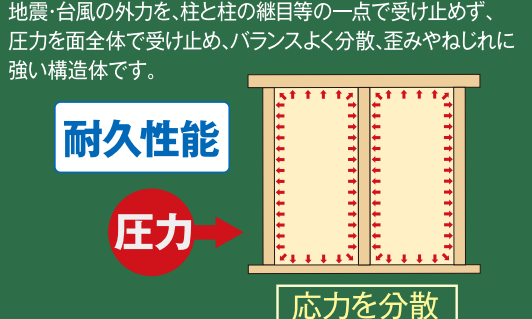 地震・台風の外力を、柱と柱の継目等の一点で受け止めず、
圧力を面全体で受け止め、バランスよく分散、歪みやねじれに
強い構造体です。
耐久性能
圧力
応力を分散